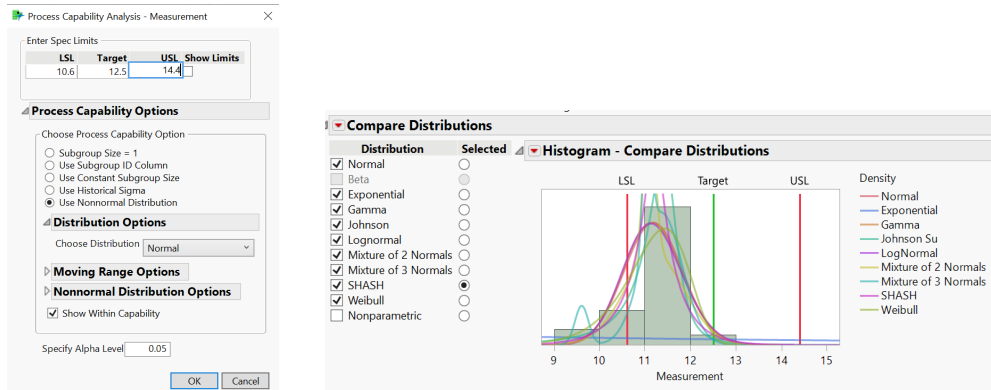 Process Capability Analysis - Measurement
Enter Spec Limits
LSL Target USL Show Limits
10.6 12.5 14.4
Process Capability Options
Choose Process Capability Option
Subgroup Size = 1
Use Subgroup ID Column
Use Constant Subgroup Size
Use Historical Sigma
Use Nonnormal Distribution
Distribution Options
Choose Distribution Normal
Moving Range Options
Nonnormal Distribution Options
Show Within Capability
Specify Alpha Level 0.05
OK Cancel
Compare Distributions
Distribution Selected
Normal
Beta
Exponential
Gamma
Johnson
Lognormal
Mixture of 2 Normals
Mixture of 3 Normals
SHASH
Weibull
Nonparametric
Histogram - Compare Distributions
LSL Target USL
9 10 11 12 13 14 15
Measurement
Density
Normal
Exponential
Gamma
Johnson Su
LogNormal
Mixture of 2 Normals
Mixture of 3 Normals
SHASH
Weibull